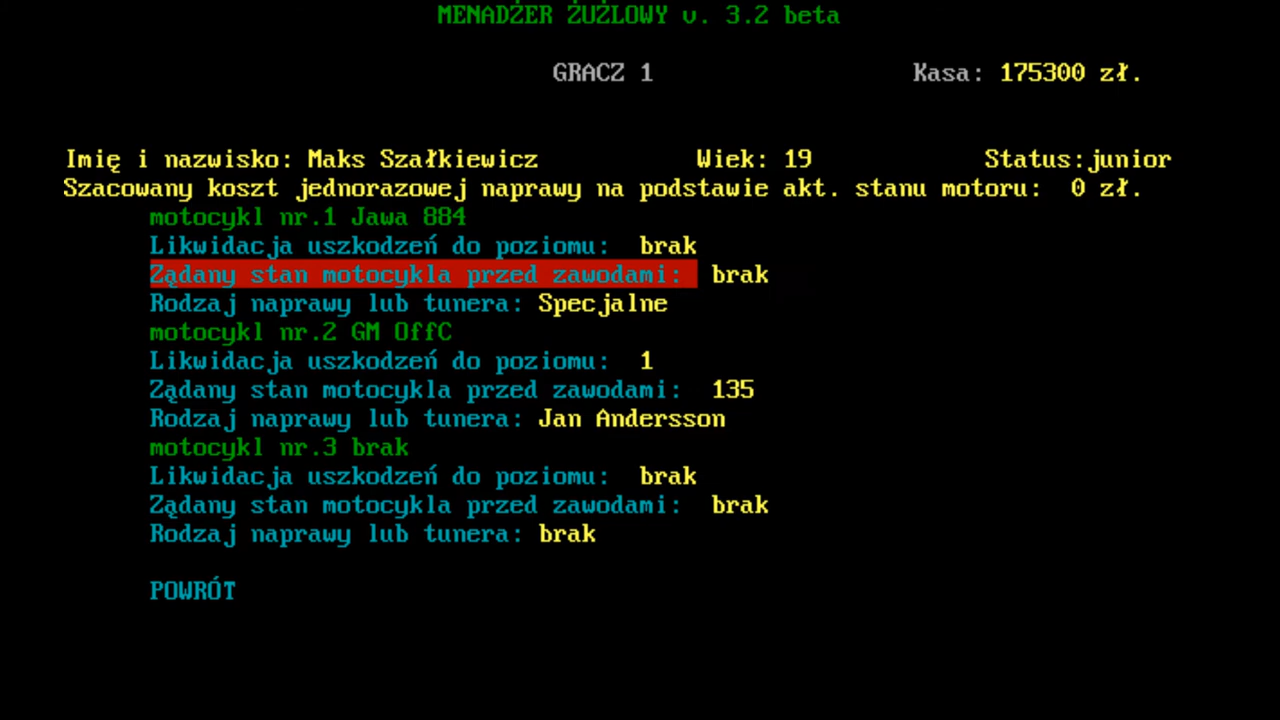 MENADŻER ŻUŻLOWY v. 3.2 beta
GRACZ 1 Kasa: 175300 zł.
Imię i nazwisko: Maks Szałkiewicz Wiek: 19 Status:junior
Szacowany koszt jednorazowej naprawy na podstawie akt. stanu motoru: 0 zł.
motocykl nr.1 Jawa 884
Likwidacja uszkodzeń do poziomu: brak
Żądany stan motocykla przed zawodami: brak
Rodzaj naprawy lub tunera: Specjalne
motocykl nr.2 GM OffC
Likwidacja uszkodzeń do poziomu: 1
Żądany stan motocykla przed zawodami: 135
Rodzaj naprawy lub tunera: Jan Andersson
motocykl nr.3 brak
Likwidacja uszkodzeń do poziomu: brak
Żądany stan motocykla przed zawodami: brak
Rodzaj naprawy lub tunera: brak
POWRÓT